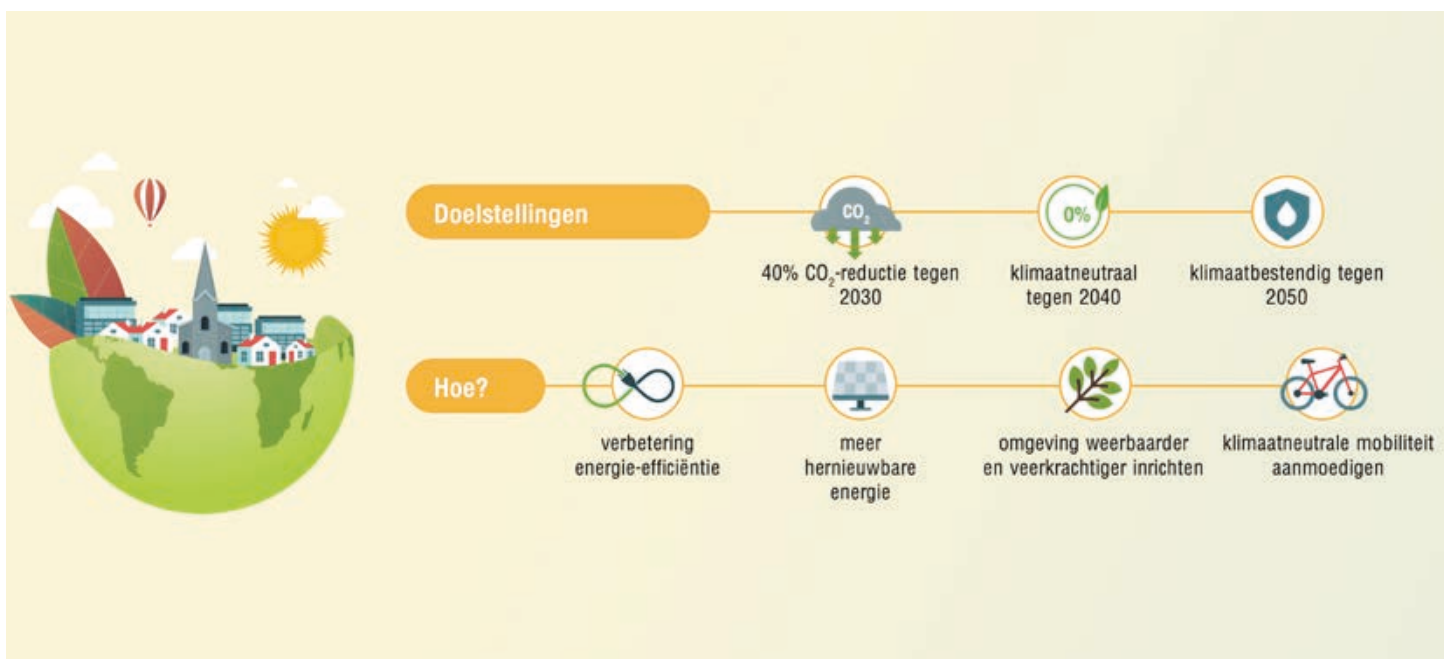 Doelstellingen
CO₂
0%
40% CO₂-reductie tegen
2030
klimaatneutraal
tegen 2040
klimaatbestendig tegen
2050
Hoe?
verbetering
energie-efficiëntie
meer
hernieuwbare
energie
omgeving weerbaarder
en veerkrachtiger inrichten
klimaatneutrale mobiliteit
aanmoedigen